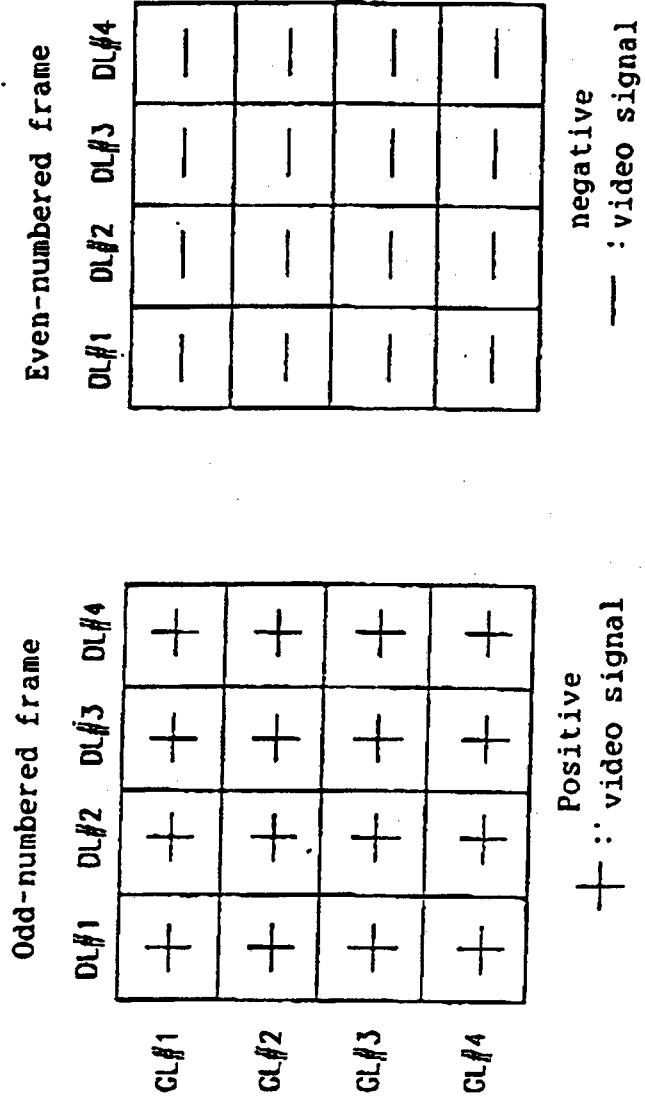 Odd-numbered frame
DL#1 DL#2 DL#3 DL#4
GL#1 + + + +
GL#2 + + + +
GL#3 + + + +
GL#4 + + + +
Positive
+ : video signal
Even-numbered frame
DL#1 DL#2 DL#3 DL#4
— — — —
— — — —
— — — —
— — — —
negative
— : video signal